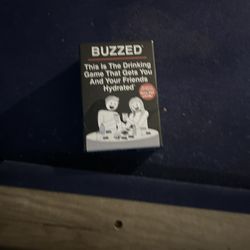 BUZZED
This Is The Drinking
Game That Gets You
And Your Friends
Hydrated